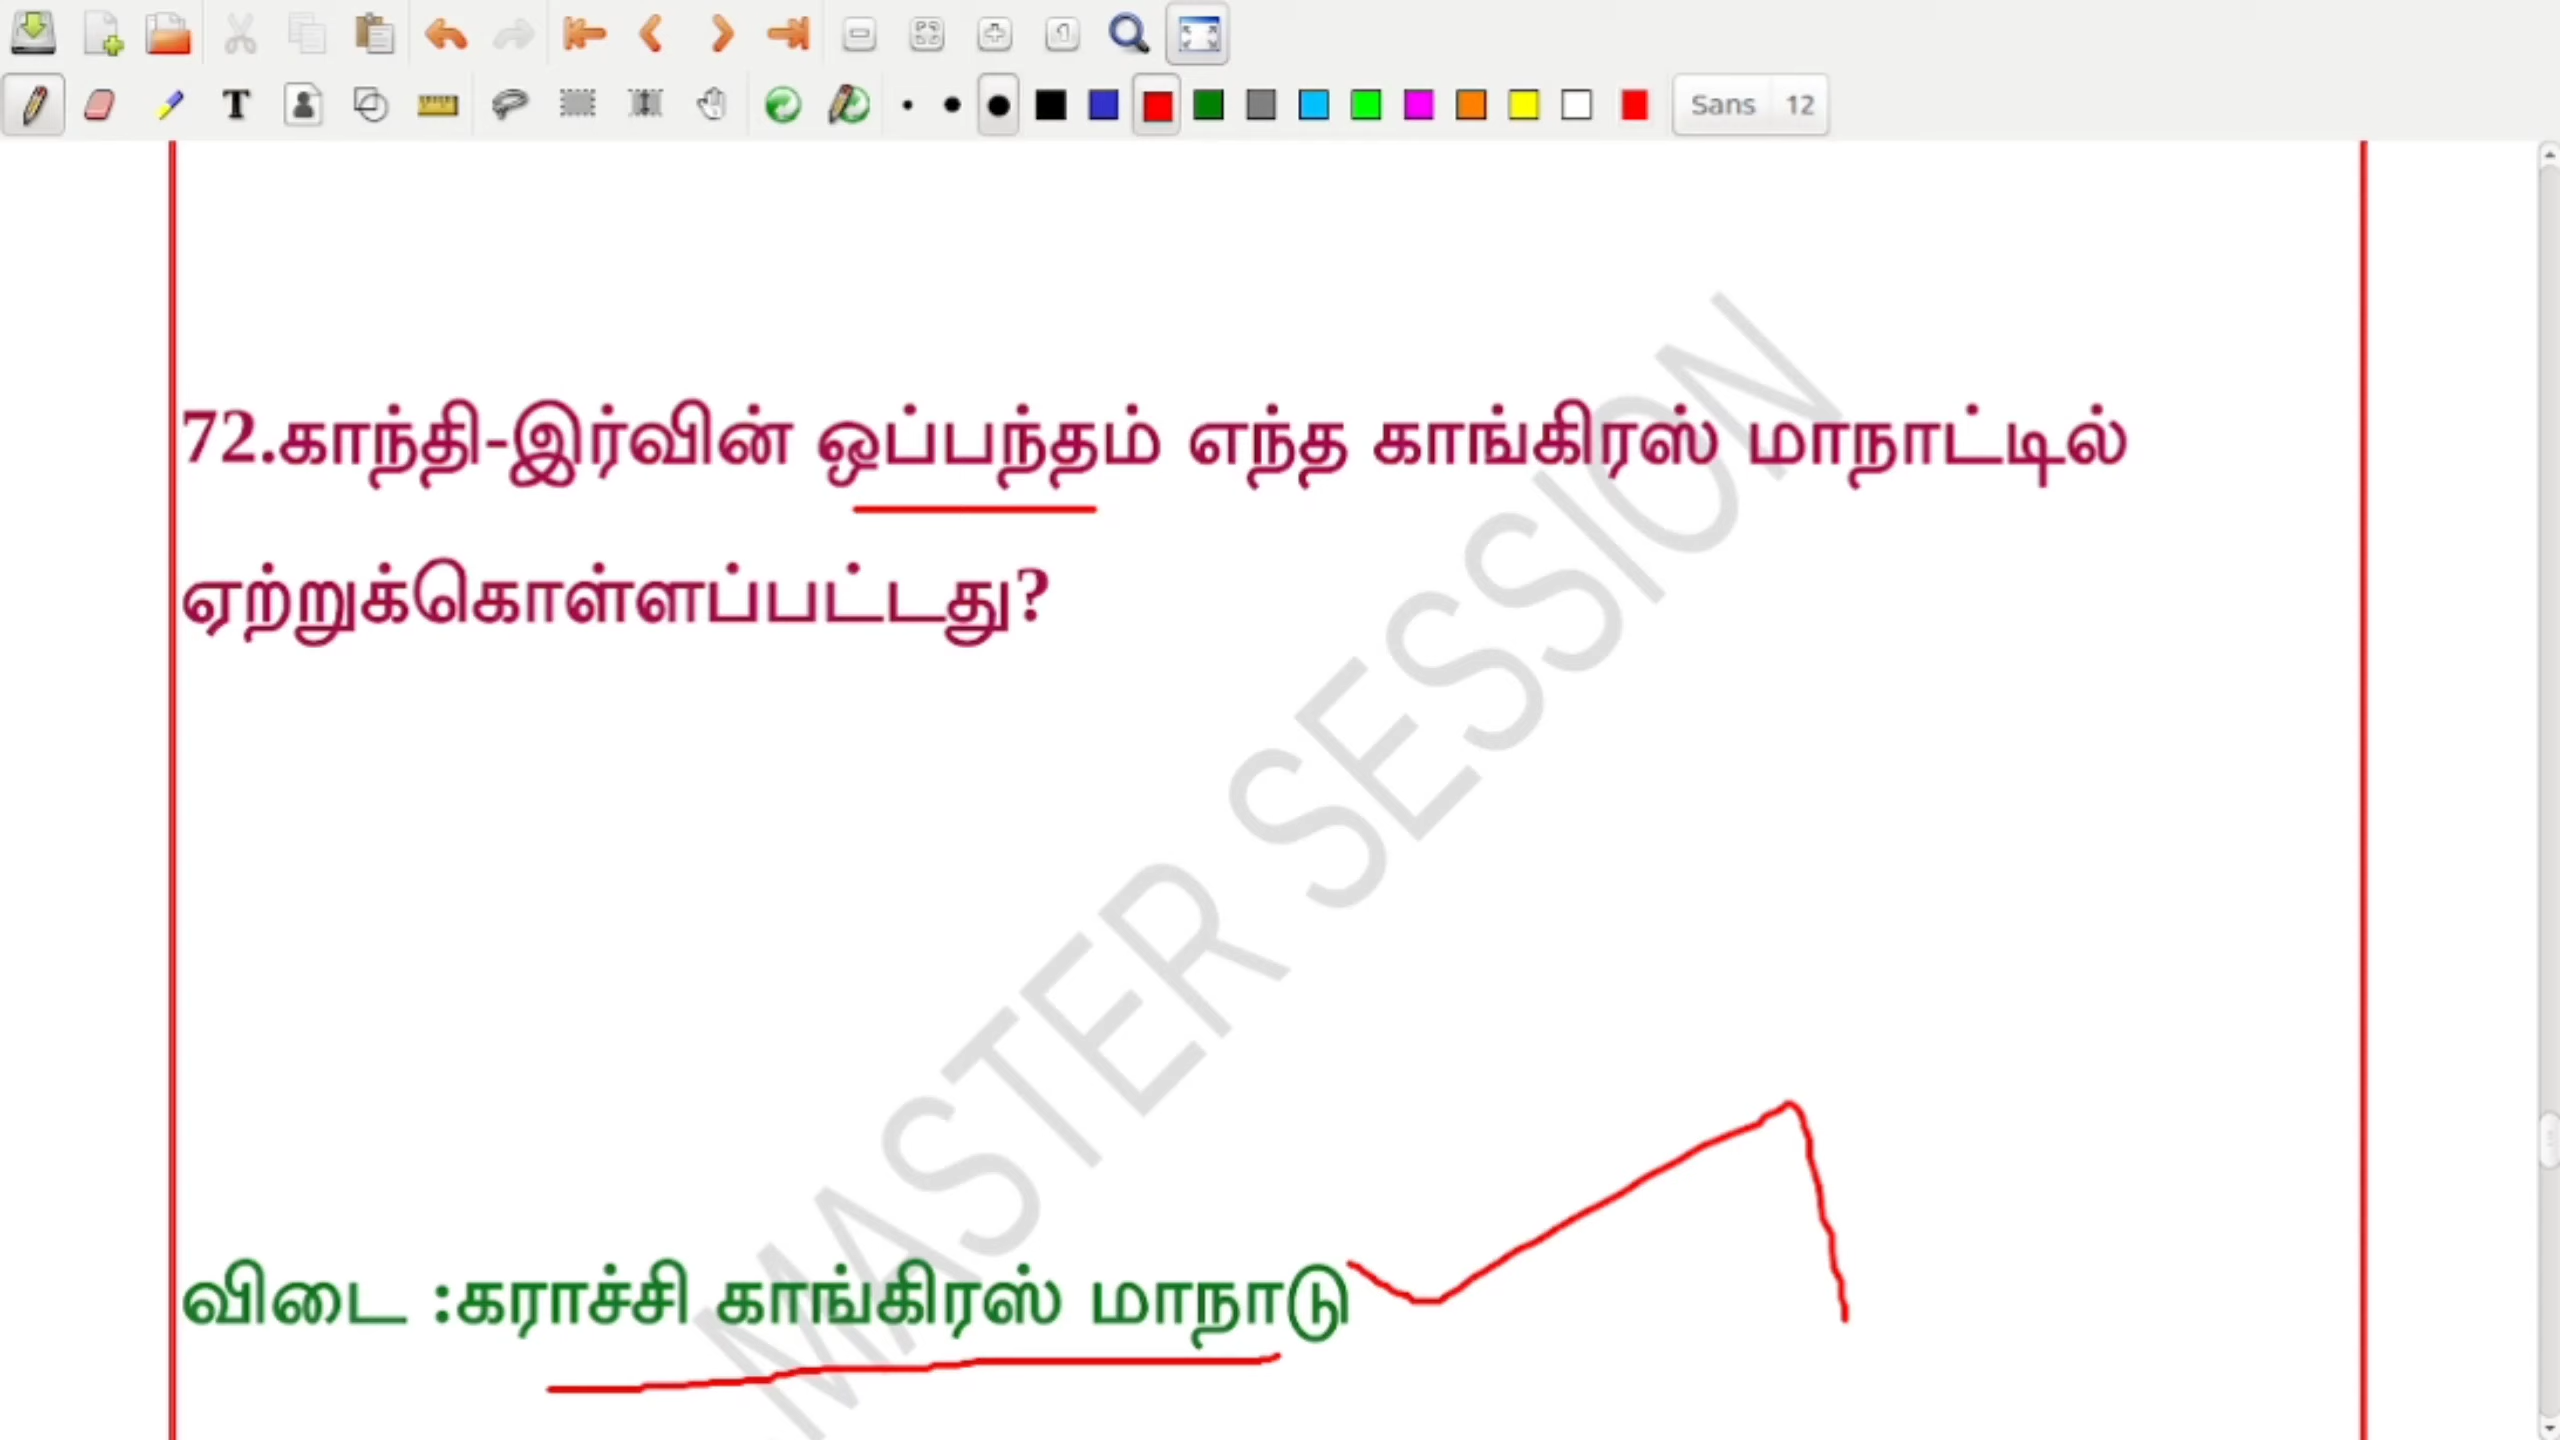 Sans 12
72.காந்தி-இர்வின் ஒப்பந்தம் எந்த காங்கிரஸ் மாநாட்டில்
ஏற்றுக்கொள்ளப்பட்டது?
MASTER SESSION
விடை :கராச்சி காங்கிரஸ் மாநாடு